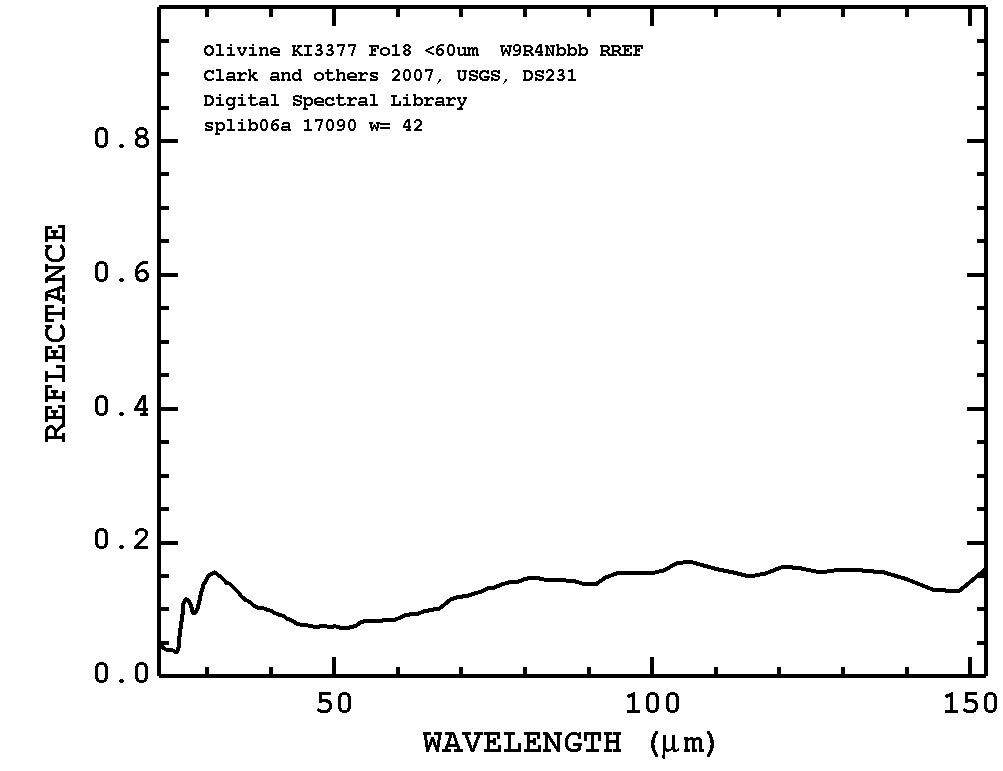 Olivine KI3377 Fo18 <60um  W9R4Nbbb RREF
Clark and others 2007, USGS, DS231
Digital Spectral Library
splib06a 17090 w= 42
0.8
0.6
0.4
0.2
0.0
REFLECTANCE
50
100
150
WAVELENGTH (μm)